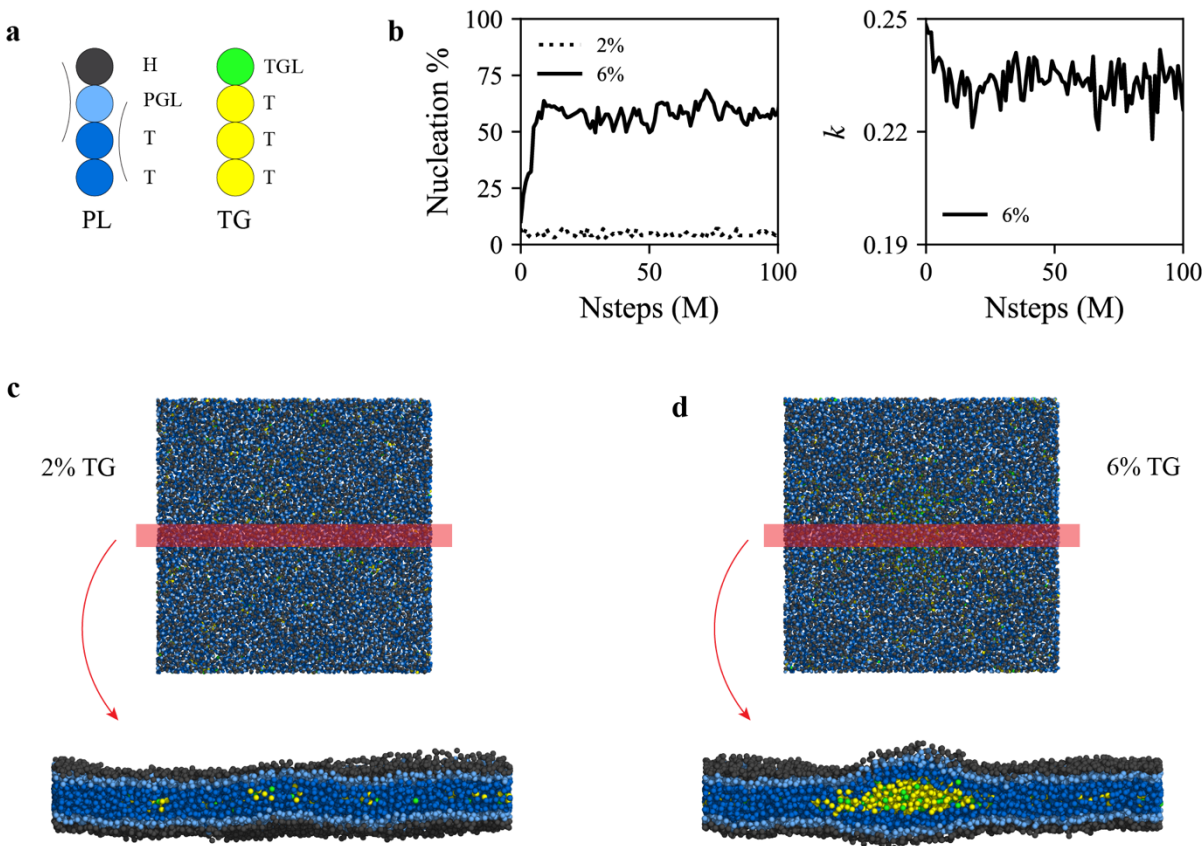 a
H
PGL
T
T
PL
TGL
T
T
T
TG
b
Nucleation %
100
75
50
25
0
2%
6%
0 50 100
Nsteps (M)
k
0.25
0.22
0.19
6%
0 50 100
Nsteps (M)
c
2% TG
d
6% TG